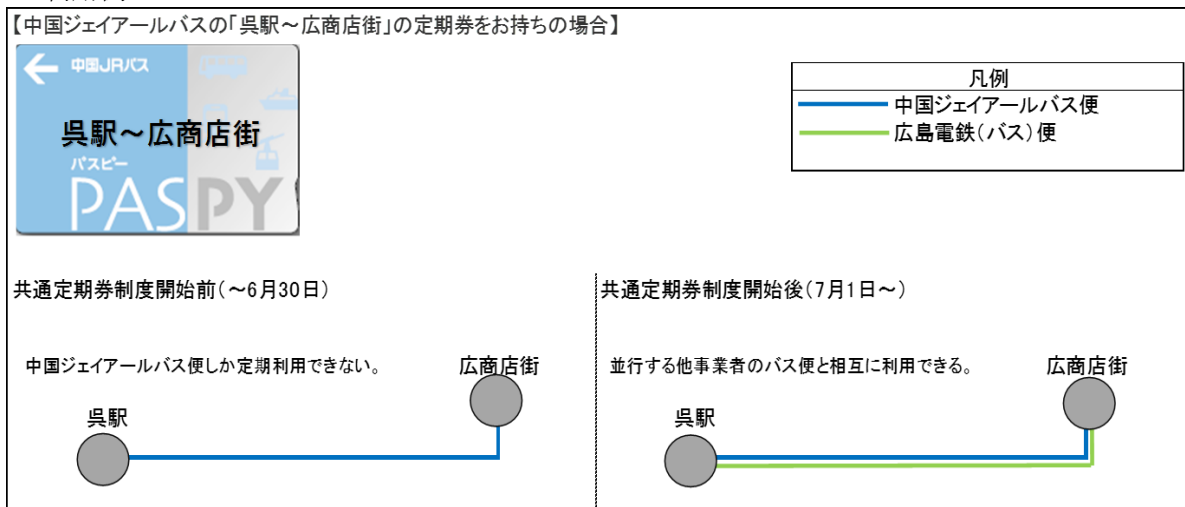 【中国ジェイアールバスの「呉駅～広商店街」の定期券をお持ちの場合】
中国JRバス
呉駅～広商店街
パスピー
PASPY
凡例
中国ジェイアールバス便
広島電鉄(バス)便
共通定期券制度開始前(～6月30日)
中国ジェイアールバス便しか定期利用できない。
広商店街
呉駅
共通定期券制度開始後(7月1日～)
並行する他事業者のバス便と相互に利用できる。
広商店街
呉駅